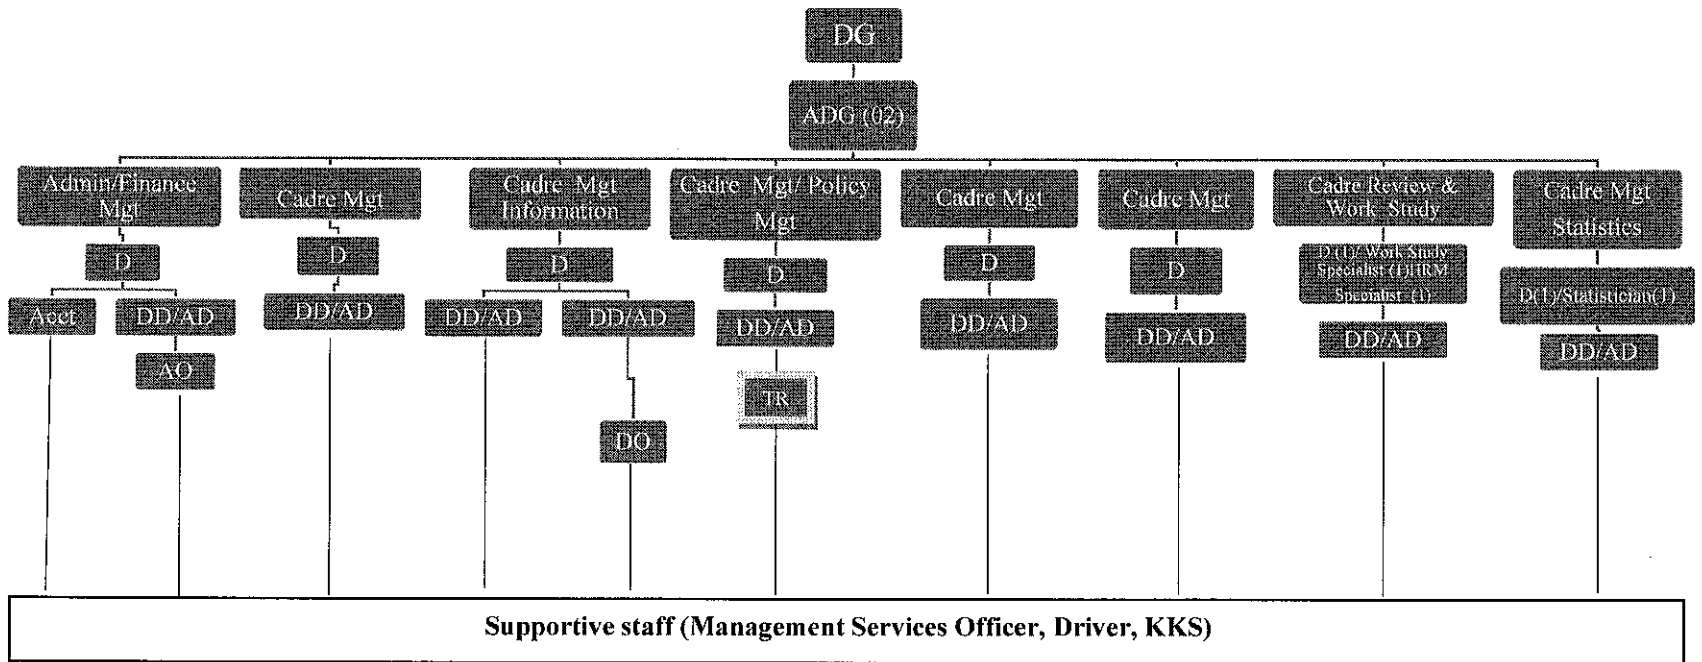 DG
ADG (02)
Admin/Finance
Mgt
Cadre Mgt
Cadre Mgt
Information
Cadre Mgt/ Policy
Mgt
Cadre Mgt
Cadre Mgt
Cadre Review &
Work Study
Cadre Mgt
Statistics
D
D
D
D
D
D
D (1)/ Work Study
Specialist (1)HRM
Specialist (1)
D(1)/Statistician(1)
Acct
DD/AD
DD/AD
DD/AD
DD/AD
DD/AD
DD/AD
DD/AD
DD/AD
DD/AD
AO
TR
DO
Supportive staff (Management Services Officer, Driver, KKS)